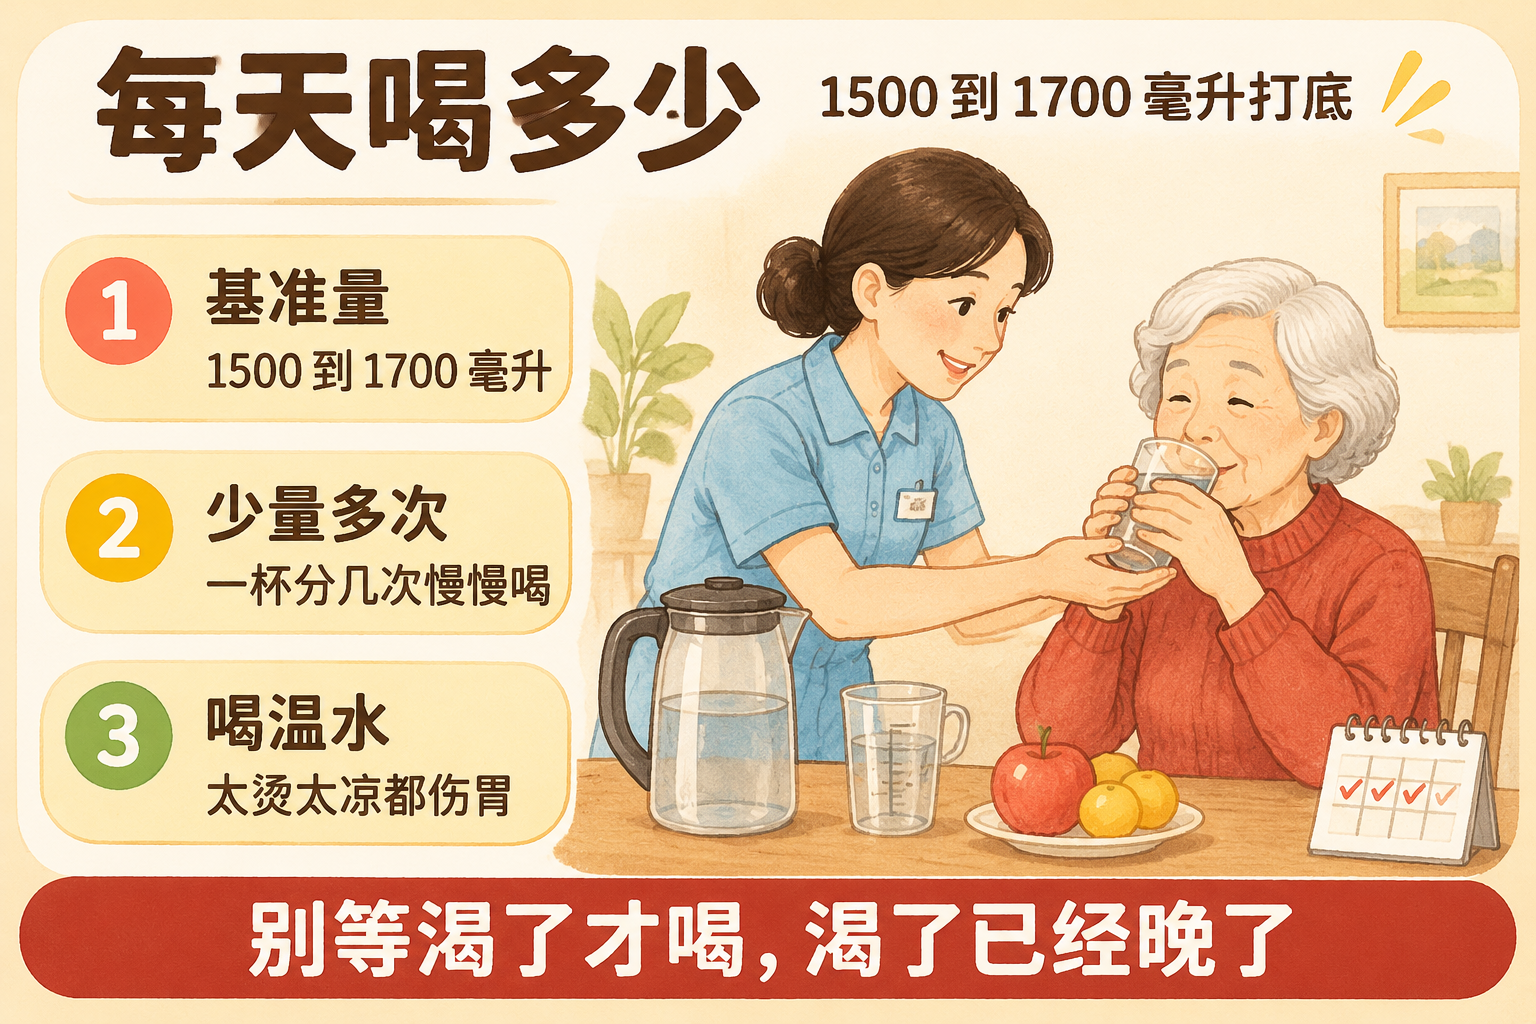 每天喝多少
1500 到 1700 毫升打底
1
基准量
1500 到 1700 毫升
2
少量多次
一杯分几次慢慢喝
3
喝温水
太烫太凉都伤胃
别等渴了才喝，渴了已经晚了